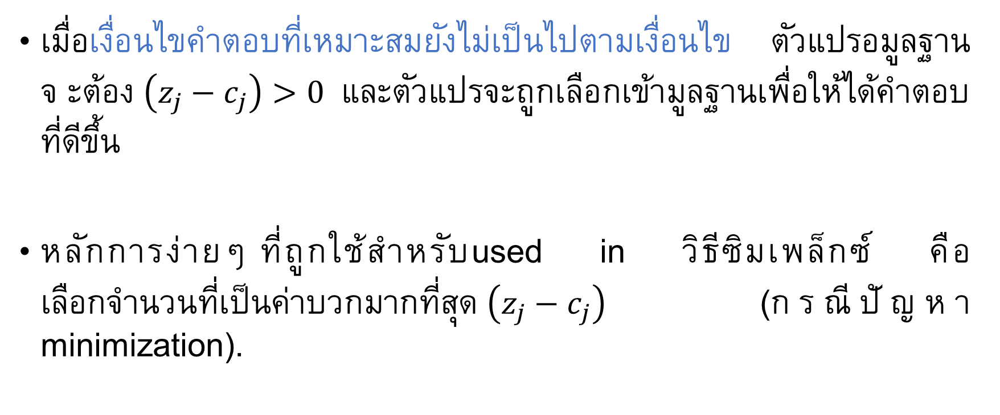 • เมื่อเงื่อนไขคำตอบที่เหมาะสมยังไม่เป็นไปตามเงื่อนไข ตัวแปรอมูลฐาน
จ ะต้อง (z_j − c_j) > 0 และตัวแปรจะถูกเลือกเข้ามูลฐานเพื่อให้ได้คำตอบ
ที่ดีขึ้น
• หลักการง่ายๆ ที่ถูกใช้สำหรับused in วิธีซิมเพล็กซ์ คือ
เลือกจำนวนที่เป็นค่าบวกมากที่สุด (z_j − c_j) (กรณีปัญหา
minimization).